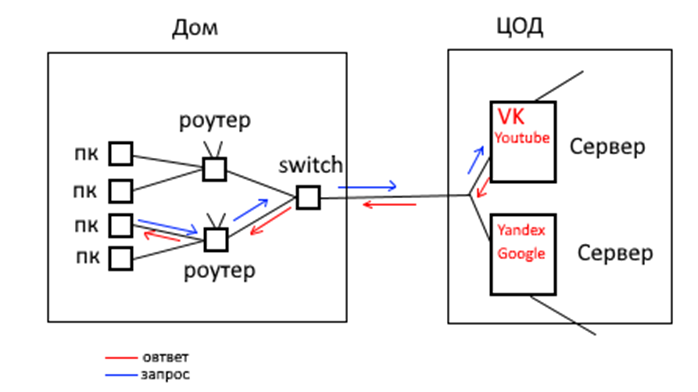 Дом
ЦОД
роутер
пк
switch
VK
Youtube
Сервер
пк
пк
пк
роутер
Yandex
Google
Сервер
овтвет
запрос